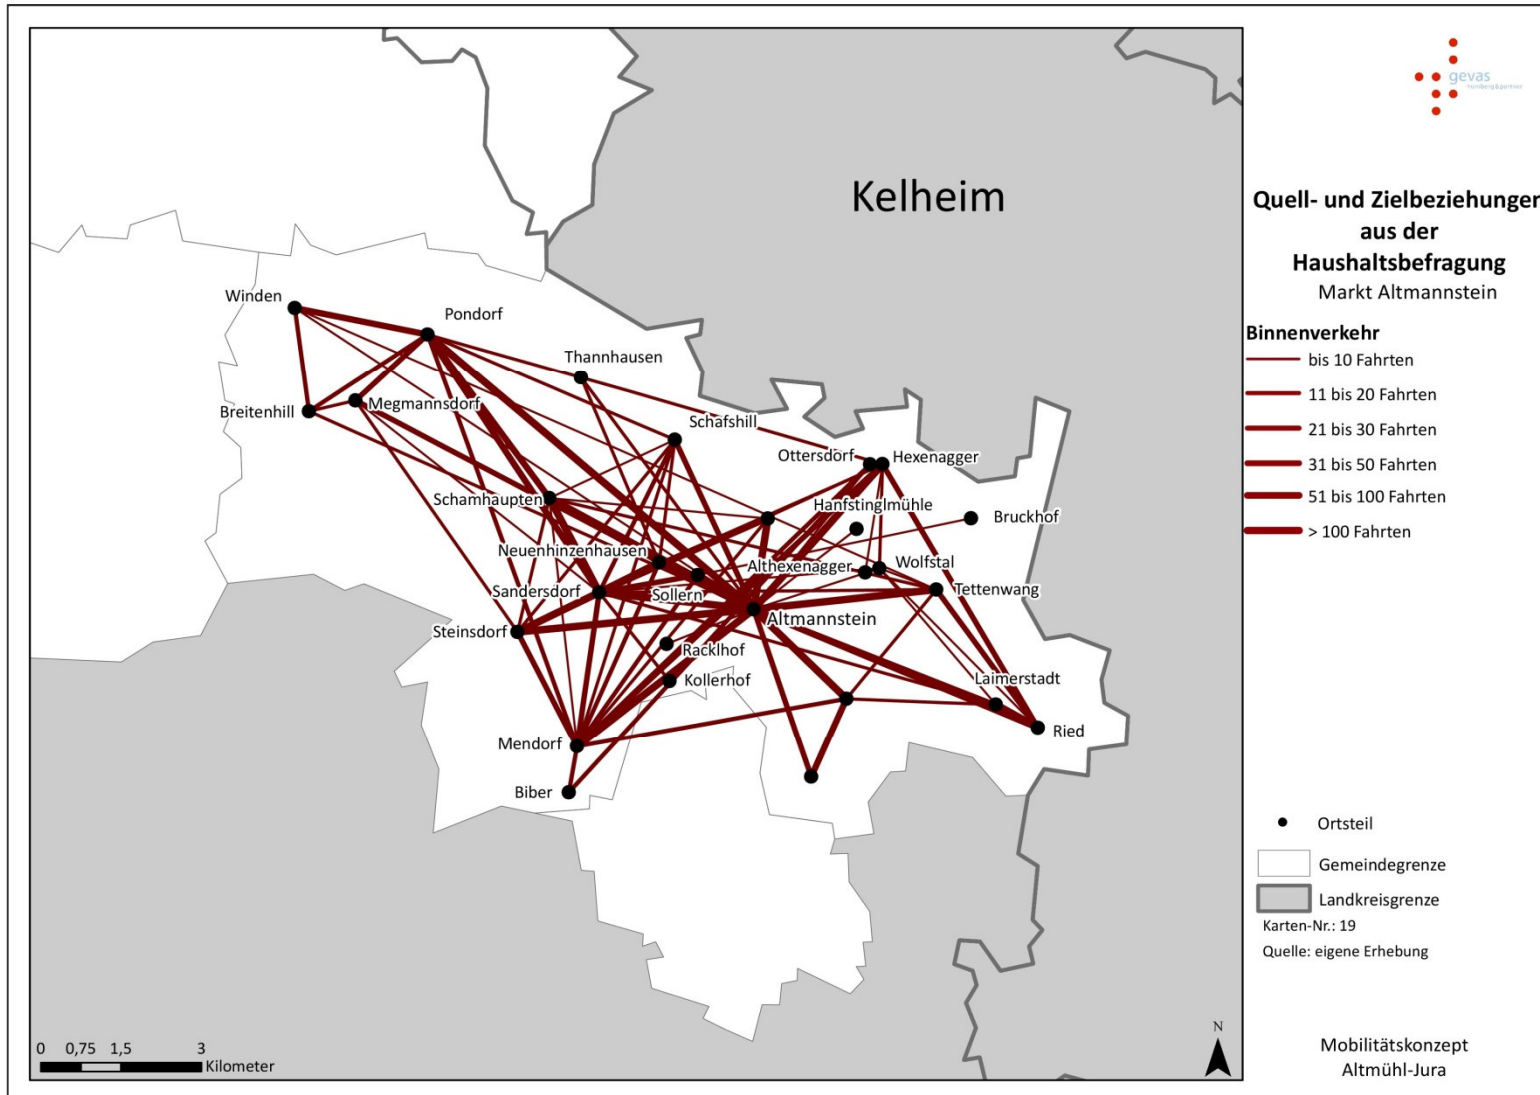 gevas
humberg & partner
Kelheim
Quell- und Zielbeziehungen
aus der
Haushaltsbefragung
Markt Altmannstein
Binnenverkehr
bis 10 Fahrten
11 bis 20 Fahrten
21 bis 30 Fahrten
31 bis 50 Fahrten
51 bis 100 Fahrten
> 100 Fahrten
Winden
Pondorf
Thannhausen
Breitenhill
Megmannsdorf
Schafshill
Ottersdorf
Hexenagger
Schamhaupten
Hanfstinglmühle
Bruckhof
Neuenhinzenhausen
Althexenagger
Wolfstal
Sandersdorf
Sollern
Tettenwang
Steinsdorf
Altmannstein
Racklhof
Kollerhof
Laimerstadt
Mendorf
Ried
Biber
Ortsteil
Gemeindegrenze
Landkreisgrenze
Karten-Nr.: 19
Quelle: eigene Erhebung
N
0 0,75 1,5 3
Kilometer
Mobilitätskonzept
Altmühl-Jura